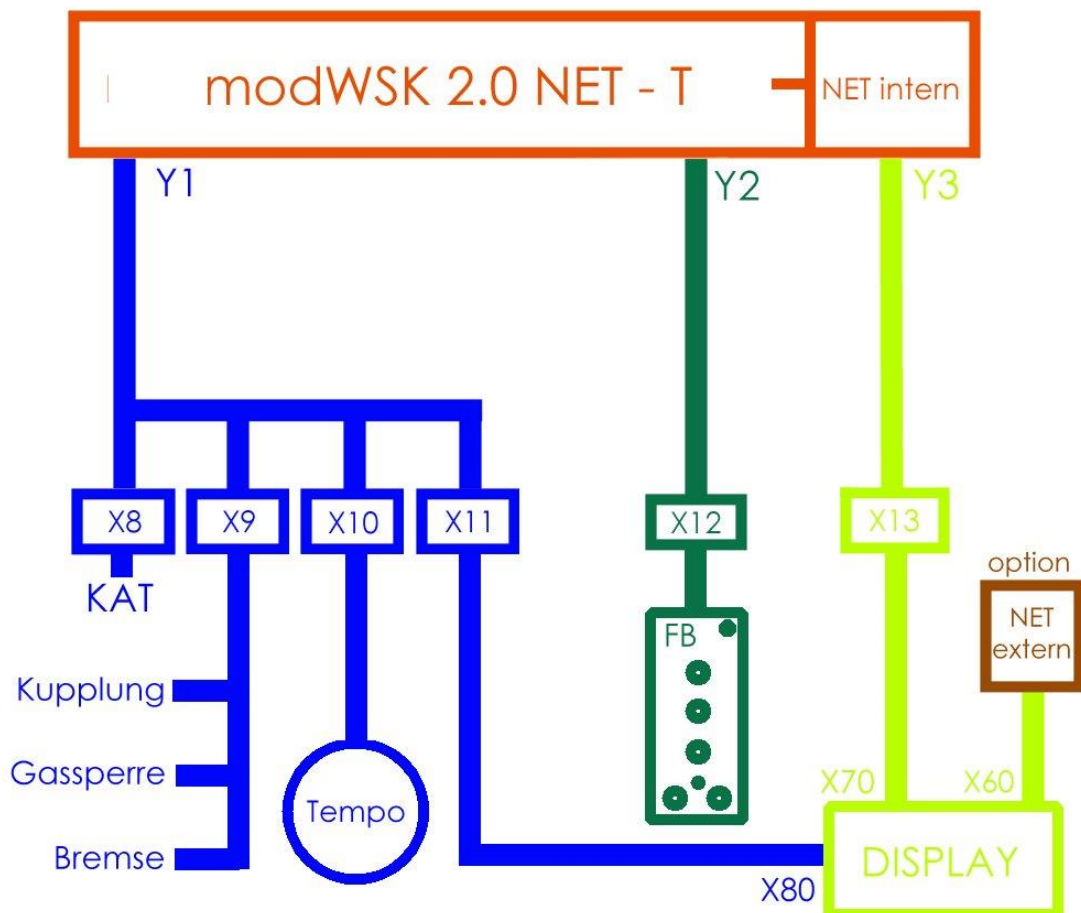 modWSK 2.0 NET - T
NET intern
Y1
Y2
Y3
X8
X9
X10
X11
X12
X13
KAT
option
NET
extern
FB
Kupplung
Gassperre
Bremse
Tempo
X70
X60
X80
DISPLAY